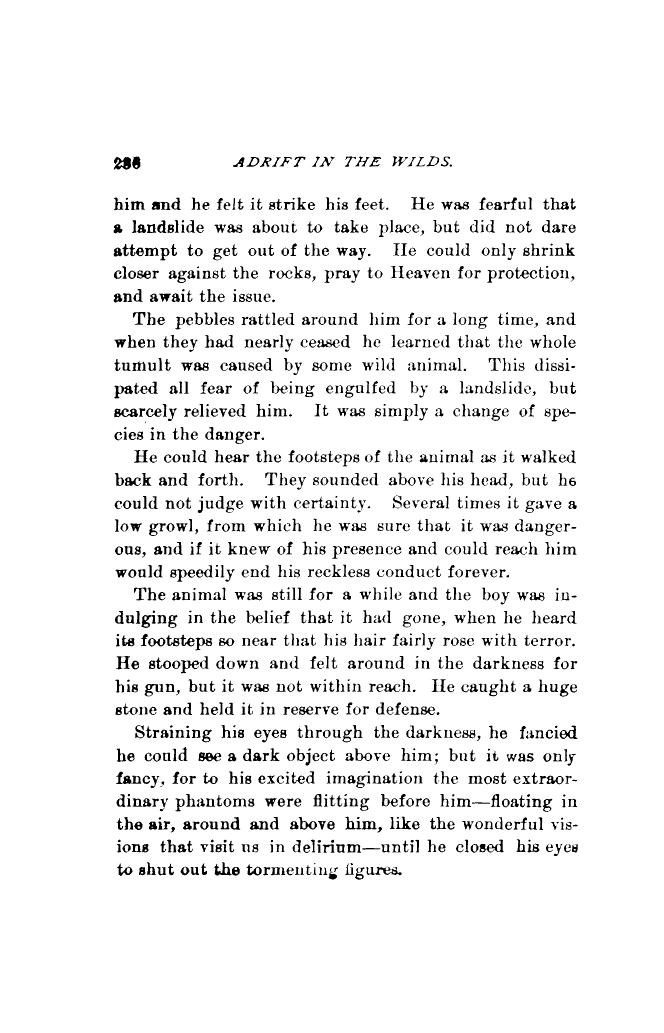 ADRIFT IN THE WILDS.
him and he felt it strike his feet. He was fearful that
a landslide was about to take place, but did not dare
attempt to get out of the way. He could only shrink
closer against the rocks, pray to Heaven for protection,
and await the issue.
The pebbles rattled around him for a long time, and
when they had nearly ceased he learned that the whole
tumult was caused by some wild animal. This dissi-
pated all fear of being engulfed by a landslide, but
scarcely relieved him. It was simply a change of spe-
cies in the danger.
He could hear the footsteps of the animal as it walked
back and forth. They sounded above his head, but he
could not judge with certainty. Several times it gave a
low growl, from which he was sure that it was danger-
ous, and if it knew of his presence and could reach him
would speedily end his reckless conduct forever.
The animal was still for a while and the boy was in-
dulging in the belief that it had gone, when he heard
its footsteps so near that his hair fairly rose with terror.
He stooped down and felt around in the darkness for
his gun, but it was not within reach. He caught a huge
stone and held it in reserve for defense.
Straining his eyes through the darkness, he fancied
he could see a dark object above him; but it was only
fancy, for to his excited imagination the most extraor-
dinary phantoms were flitting before him—floating in
the air, around and above him, like the wonderful vis-
ions that visit us in delirium—until he closed his eyes
to shut out the tormenting figures.